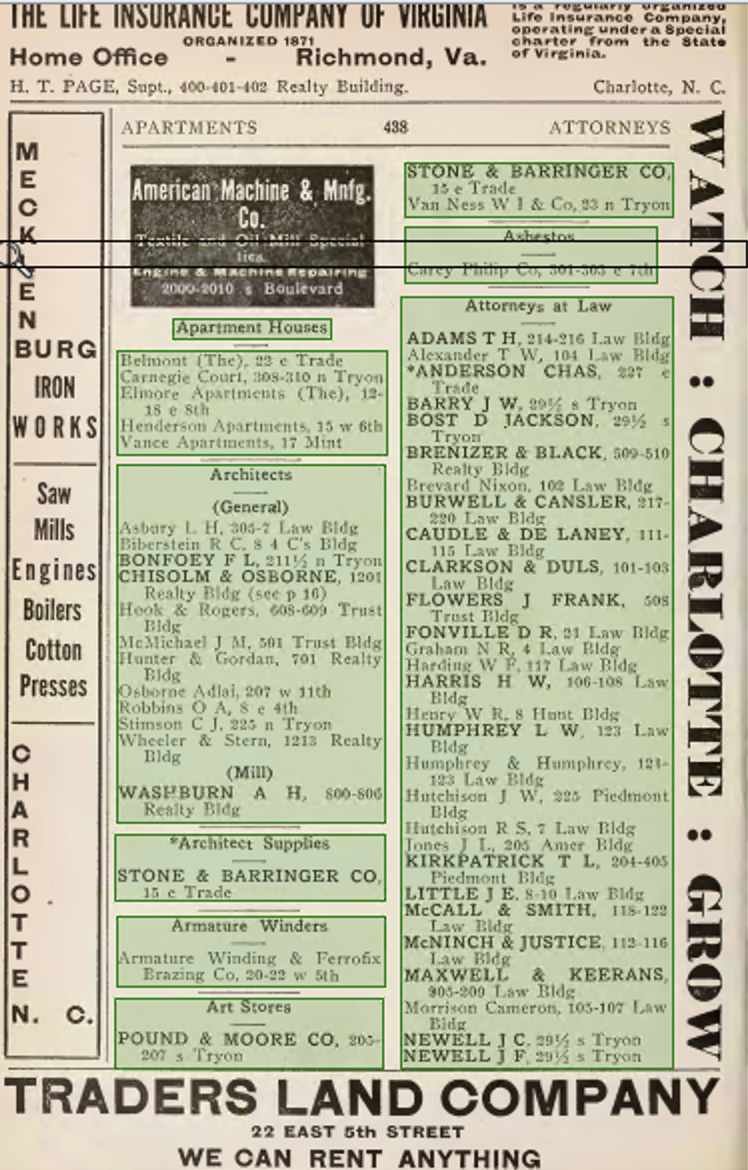 THE LIFE INSURANCE COMPANY OF VIRGINIA
ORGANIZED 1871
Home Office - Richmond, Va.
is a regularly organized
Life Insurance Company,
operating under a Special
charter from the State
of Virginia.
H. T. PAGE, Supt., 400-401-402 Realty Building. Charlotte, N. C.
MECKLENBURG
IRON
WORKS
Saw
Mills
Engines
Boilers
Cotton
Presses
CHARLOTTE
N. C.
APARTMENTS 438 ATTORNEYS
American Machine & Mnfg.
Co.
Textile and Oil Mill Special
ties.
Engine & Machine Repairing
2000-2010 s Boulevard
Apartment Houses
Belmont (The), 22 e Trade
Carnegie Court, 308-310 n Tryon
Elmore Apartments (The), 12-
18 e 8th
Henderson Apartments, 15 w 6th
Vance Apartments, 17 Mint
Architects
(General)
Asbury L H, 305-7 Law Bldg
Biberstein R C, 8 4 C's Bldg
BONFOEY F L, 211½ n Tryon
CHISOLM & OSBORNE, 1201
Realty Bldg (see p 16)
Hook & Rogers, 608-609 Trust
Bldg
McMichael J M, 501 Trust Bldg
Hunter & Gordan, 701 Realty
Bldg
Osborne Adlai, 207 w 11th
Robbins O A, 8 e 4th
Stimson C J, 225 n Tryon
Wheeler & Stern, 1213 Realty
Bldg
(Mill)
WASHBURN A H, 800-806
Realty Bldg
*Architect Supplies
STONE & BARRINGER CO,
15 e Trade
Armature Winders
Armature Winding & Ferrofix
Brazing Co, 20-22 w 5th
Art Stores
POUND & MOORE CO, 205-
207 s Tryon
STONE & BARRINGER CO,
15 e Trade
Van Ness W I & Co, 23 n Tryon
Asbestos
Carey Philip Co, 301-303 e 7th
Attorneys at Law
ADAMS T H, 214-216 Law Bldg
Alexander T W, 104 Law Bldg
*ANDERSON CHAS, 227 e
Trade
BARRY J W, 29½ s Tryon
BOST D JACKSON, 29½ s
Tryon
BRENIZER & BLACK, 509-510
Realty Bldg
Brevard Nixon, 102 Law Bldg
BURWELL & CANSLER, 217-
220 Law Bldg
CAUDLE & DE LANEY, 111-
115 Law Bldg
CLARKSON & DULS, 101-103
Law Bldg
FLOWERS J FRANK, 508
Trust Bldg
FONVILLE D R, 21 Law Bldg
Graham N R, 4 Law Bldg
Harding W F, 117 Law Bldg
HARRIS H W, 106-108 Law
Bldg
Henry W R, 8 Hunt Bldg
HUMPHREY L W, 123 Law
Bldg
Humphrey & Humphrey, 121-
123 Law Bldg
Hutchison J W, 225 Piedmont
Bldg
Hutchison R S, 7 Law Bldg
Jones J L, 205 Amer Bldg
KIRKPATRICK T L, 204-405
Piedmont Bldg
LITTLE J E, 8-10 Law Bldg
McCALL & SMITH, 118-122
Law Bldg
McNINCH & JUSTICE, 112-116
Law Bldg
MAXWELL & KEERANS,
205-209 Law Bldg
Morrison Cameron, 105-107 Law
Bldg
NEWELL J C, 29½ s Tryon
NEWELL J F, 29½ s Tryon
WATCH : CHARLOTTE : GROW
TRADERS LAND COMPANY
22 EAST 5th STREET
WE CAN RENT ANYTHING